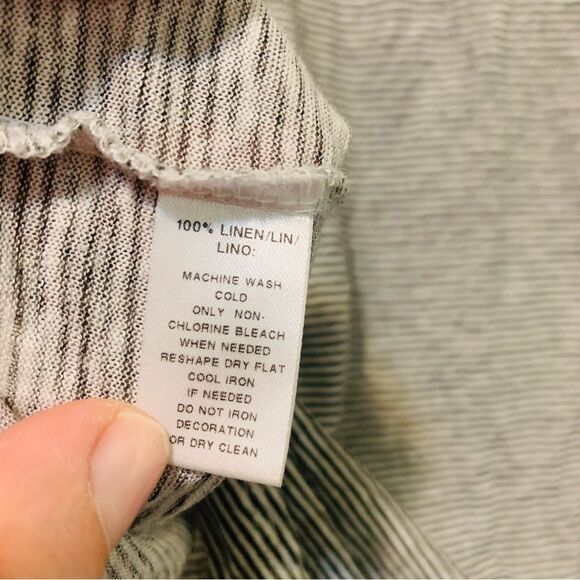 100% LINEN/LIN/
LINO:
MACHINE WASH
COLD
ONLY NON-
CHLORINE BLEACH
WHEN NEEDED
RESHAPE DRY FLAT
COOL IRON
IF NEEDED
DO NOT IRON
DECORATION
OR DRY CLEAN